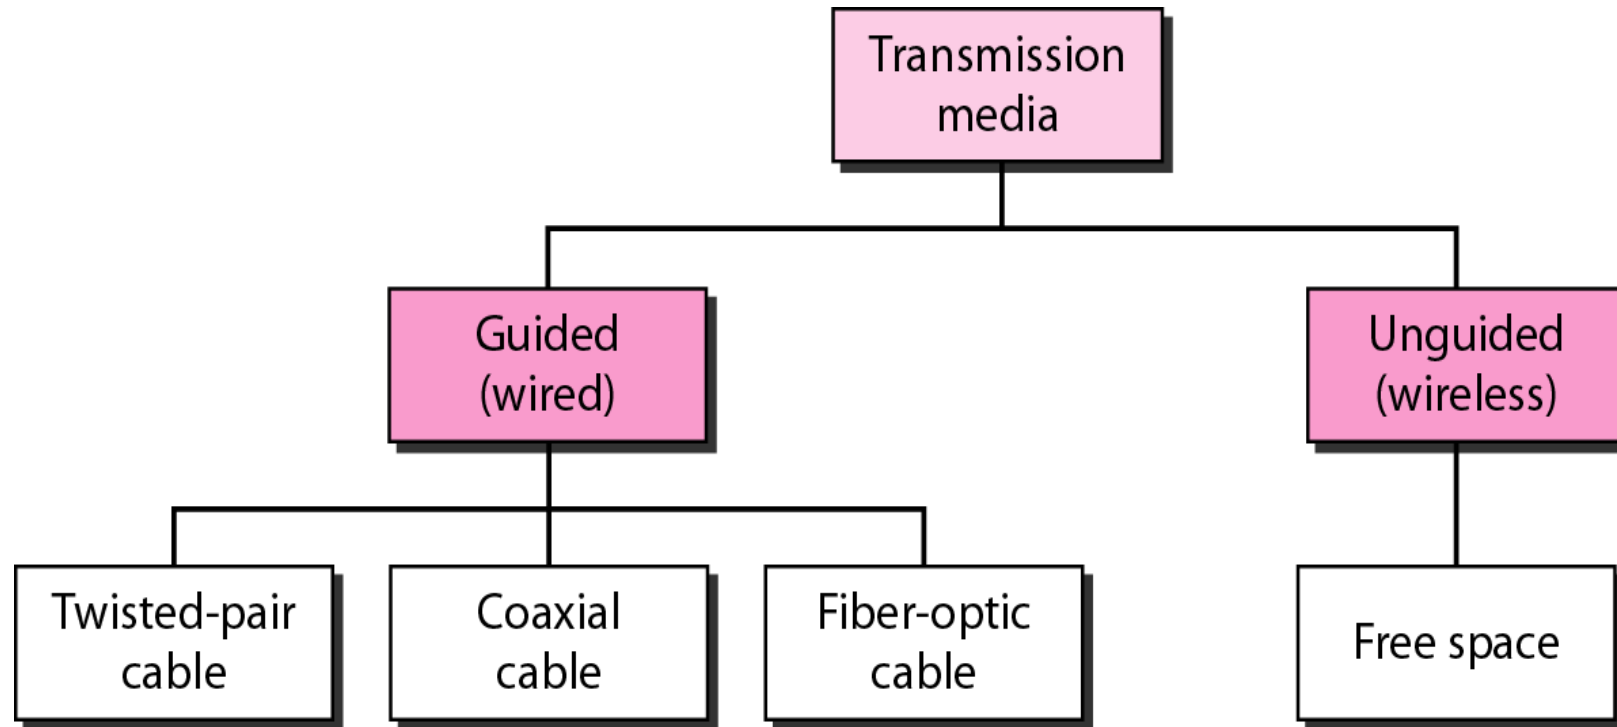 Transmission
media
Guided
(wired)
Unguided
(wireless)
Twisted-pair
cable
Coaxial
cable
Fiber-optic
cable
Free space